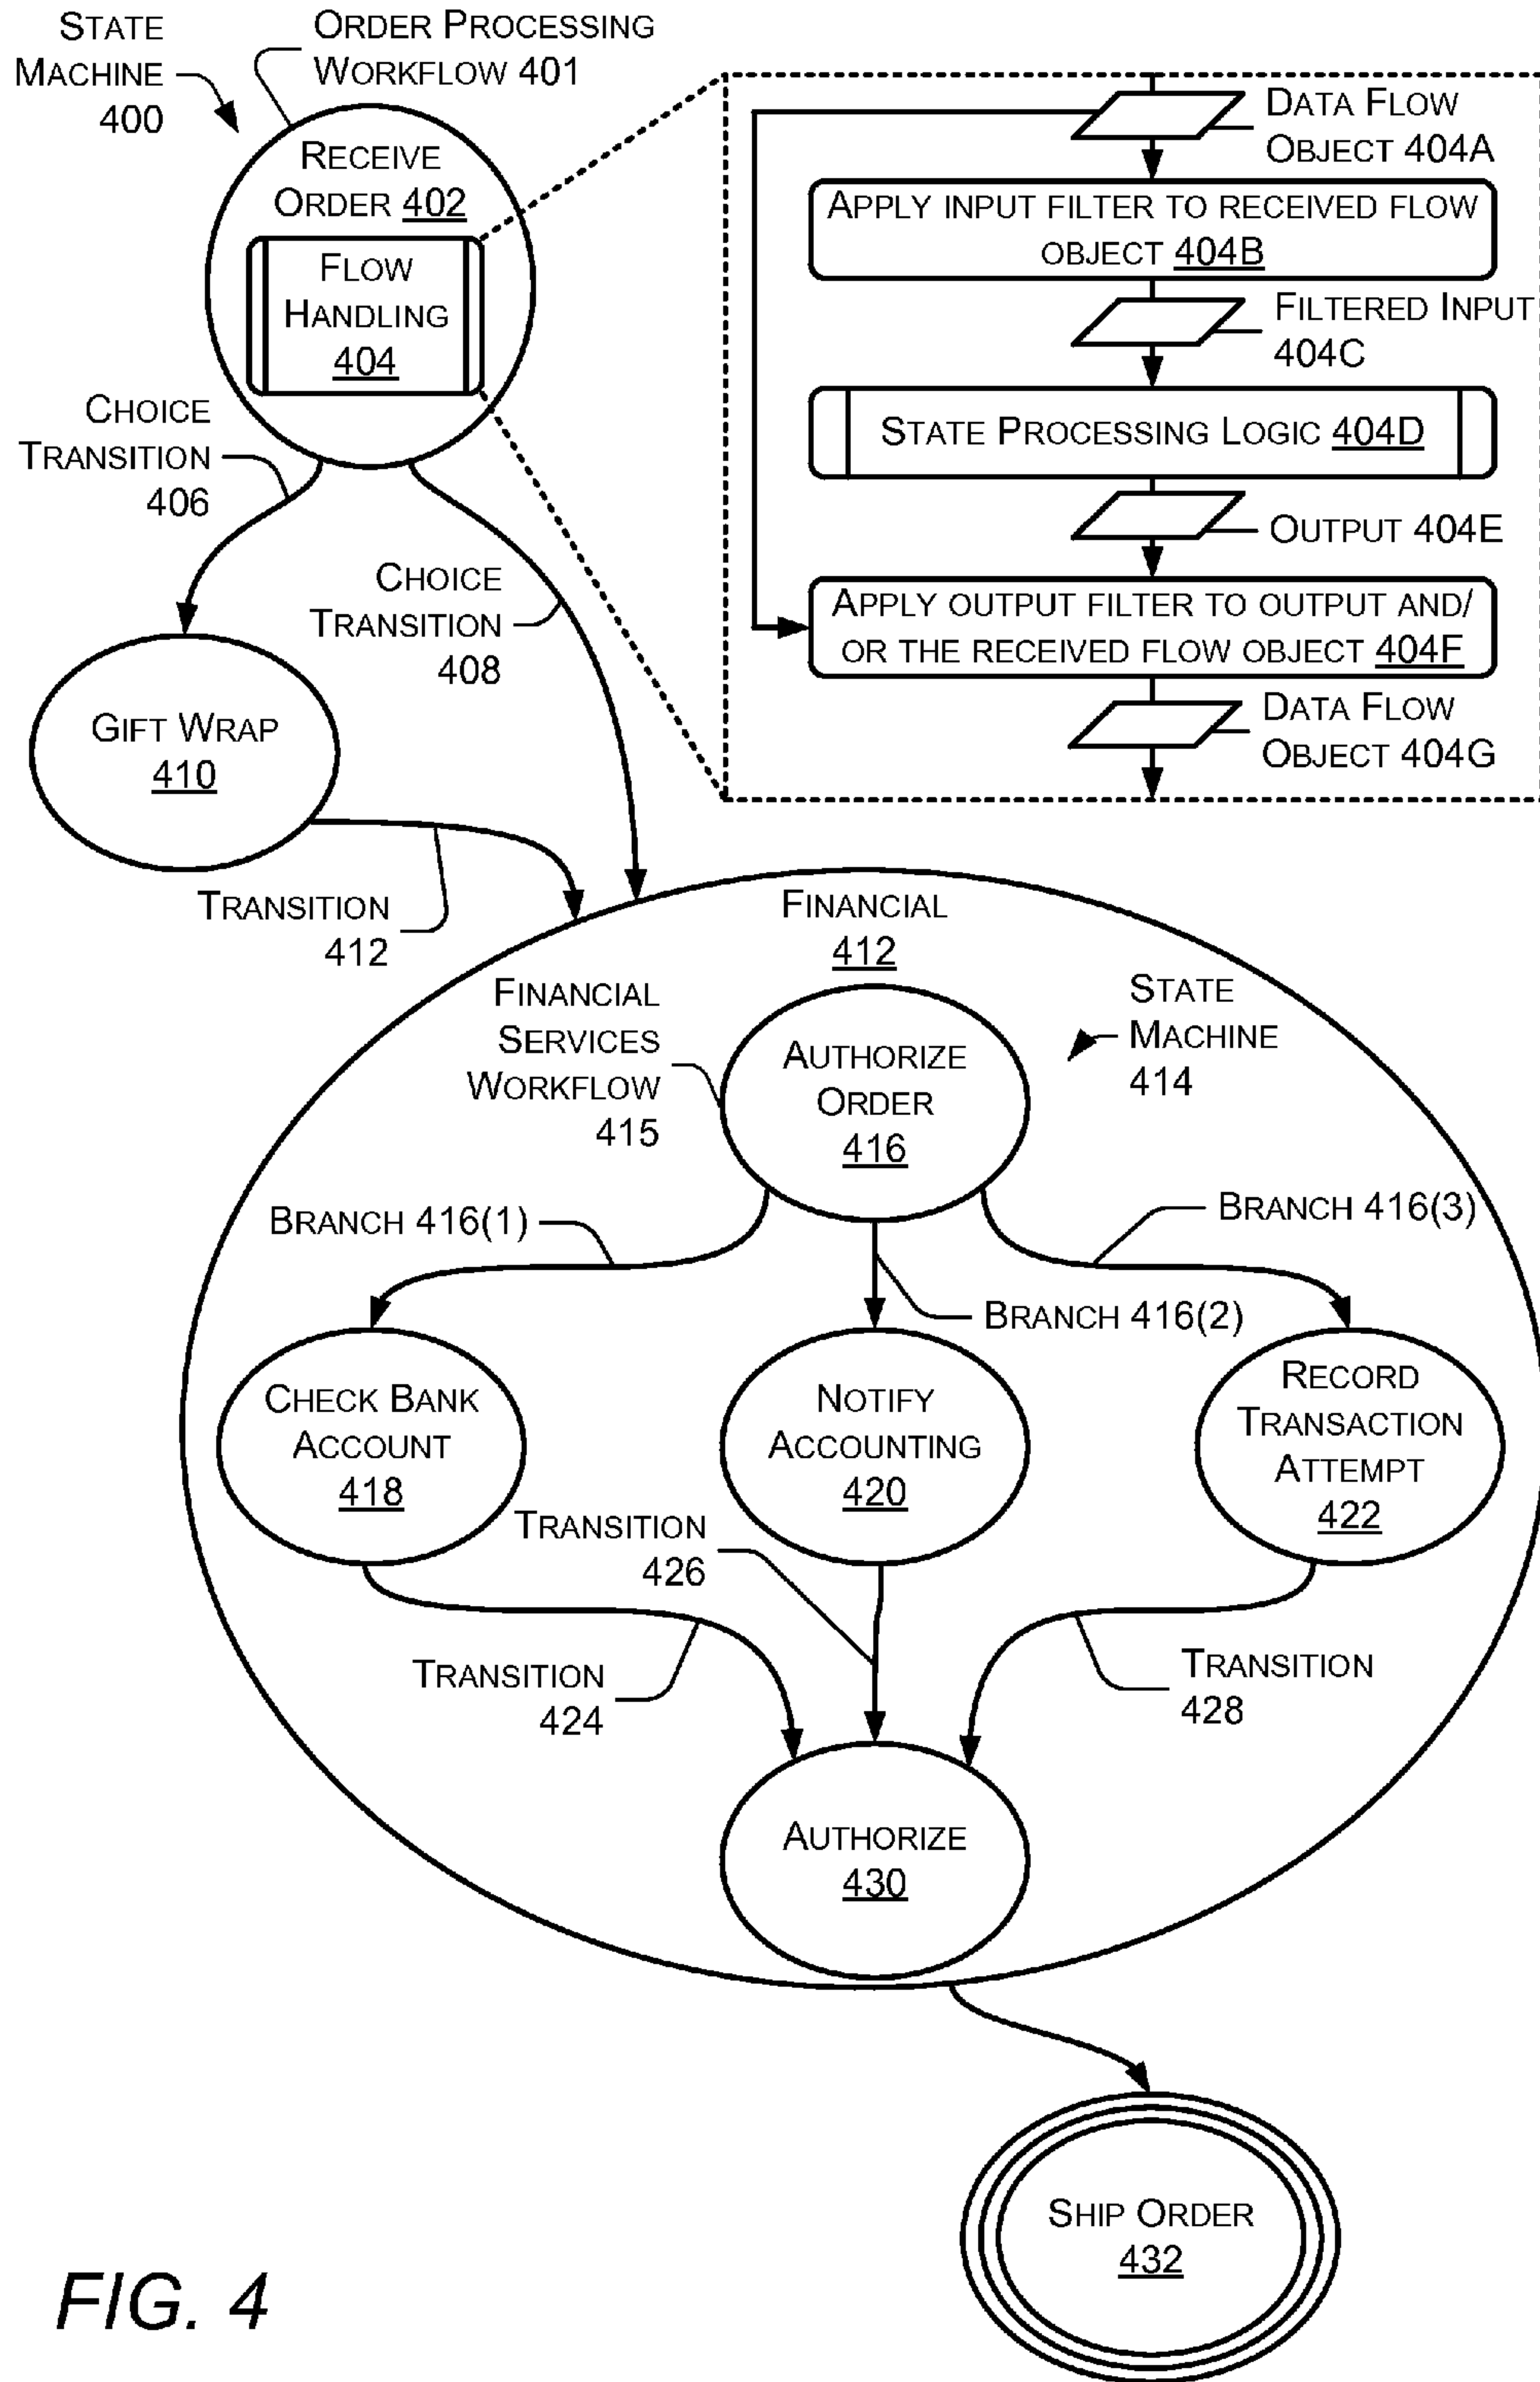 STATE
MACHINE
400
ORDER PROCESSING
WORKFLOW 401
RECEIVE
ORDER 402
FLOW
HANDLING
404
DATA FLOW
OBJECT 404A
APPLY INPUT FILTER TO RECEIVED FLOW
OBJECT 404B
FILTERED INPUT
404C
STATE PROCESSING LOGIC 404D
OUTPUT 404E
APPLY OUTPUT FILTER TO OUTPUT AND/
OR THE RECEIVED FLOW OBJECT 404F
DATA FLOW
OBJECT 404G
CHOICE
TRANSITION
406
CHOICE
TRANSITION
408
GIFT WRAP
410
TRANSITION
412
FINANCIAL
412
FINANCIAL
SERVICES
WORKFLOW
415
STATE
MACHINE
414
AUTHORIZE
ORDER
416
BRANCH 416(1)
BRANCH 416(2)
BRANCH 416(3)
CHECK BANK
ACCOUNT
418
NOTIFY
ACCOUNTING
420
RECORD
TRANSACTION
ATTEMPT
422
TRANSITION
424
TRANSITION
426
TRANSITION
428
AUTHORIZE
430
SHIP ORDER
432
FIG. 4